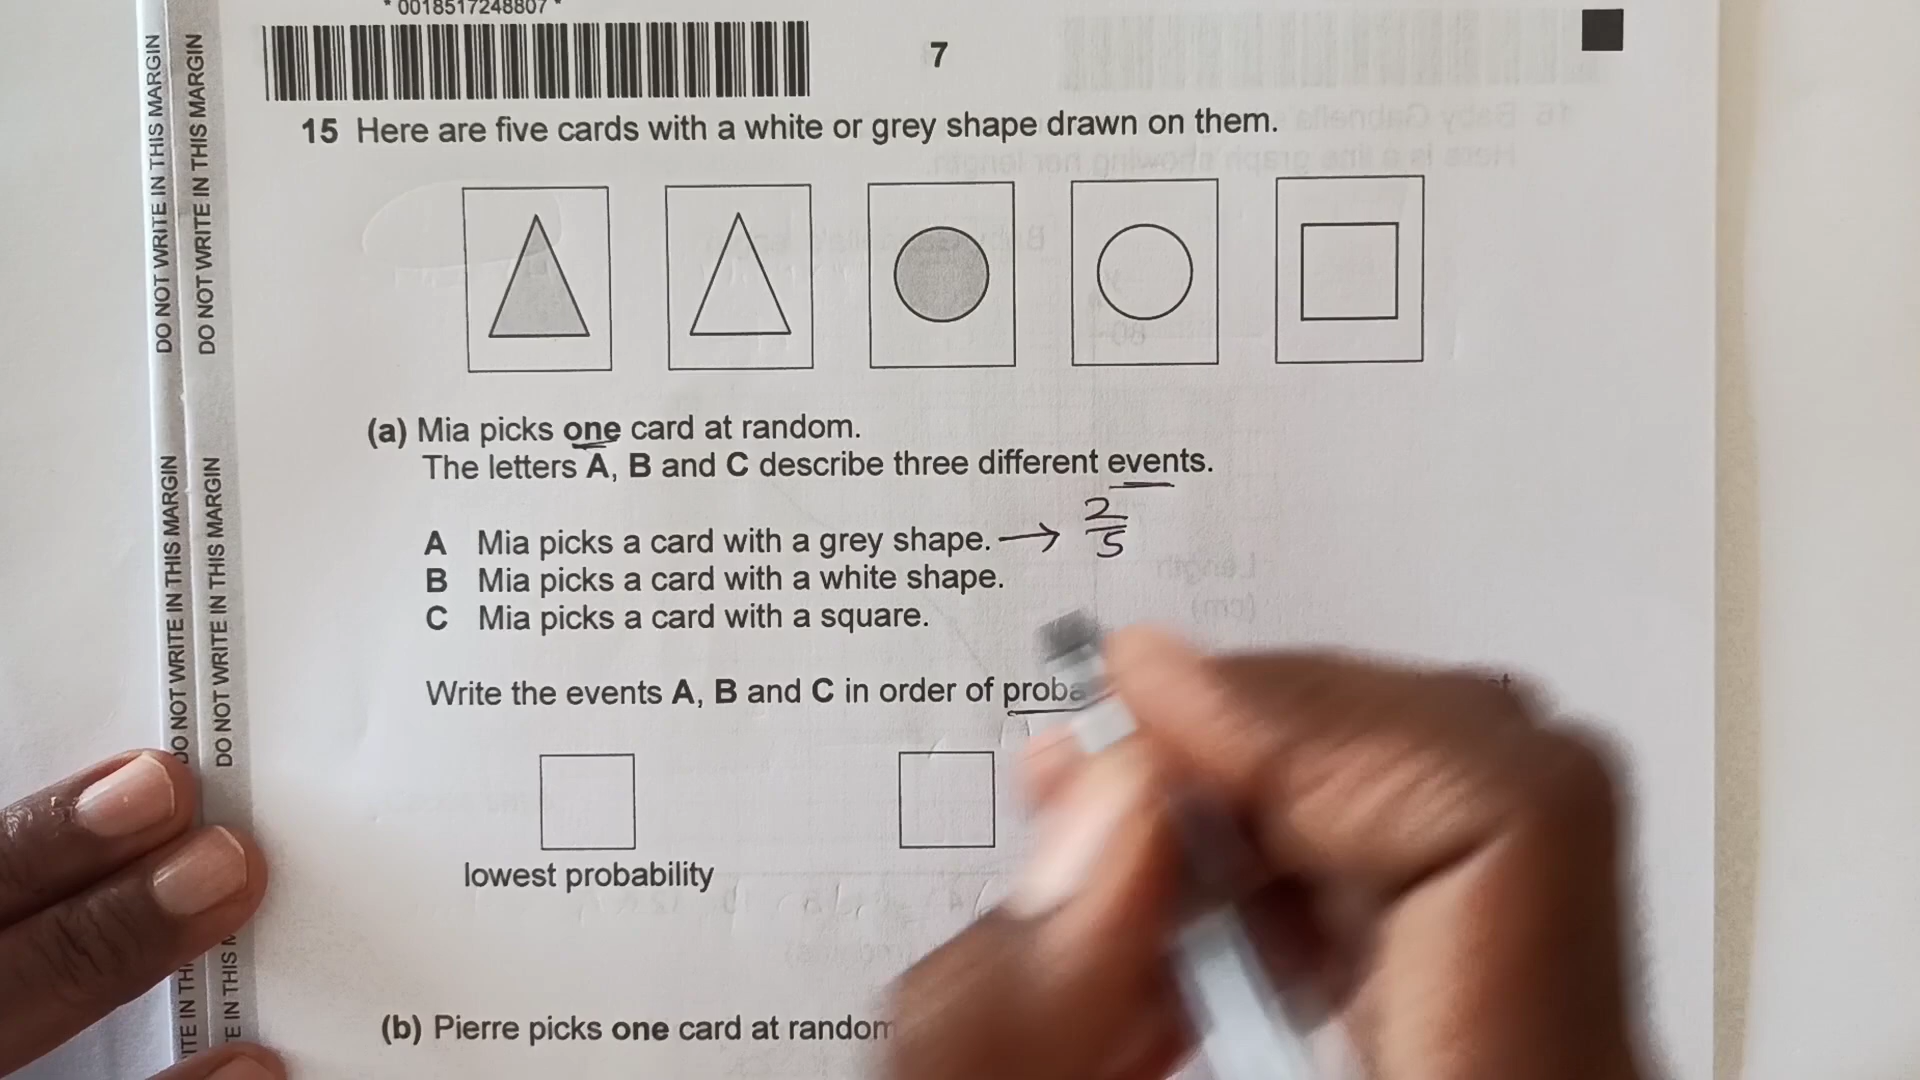 * 0018517248807 *
7
15 Here are five cards with a white or grey shape drawn on them.
(a) Mia picks one card at random.
The letters A, B and C describe three different events.
A Mia picks a card with a grey shape. → 2/5
B Mia picks a card with a white shape.
C Mia picks a card with a square.
Write the events A, B and C in order of
lowest probability
(b) Pierre picks one card at random
DO NOT WRITE IN THIS MARGIN
DO NOT WRITE IN THIS MARGIN
DO NOT WRITE IN THIS MARGIN
DO NOT WRITE IN THIS MARGIN
IN THIS